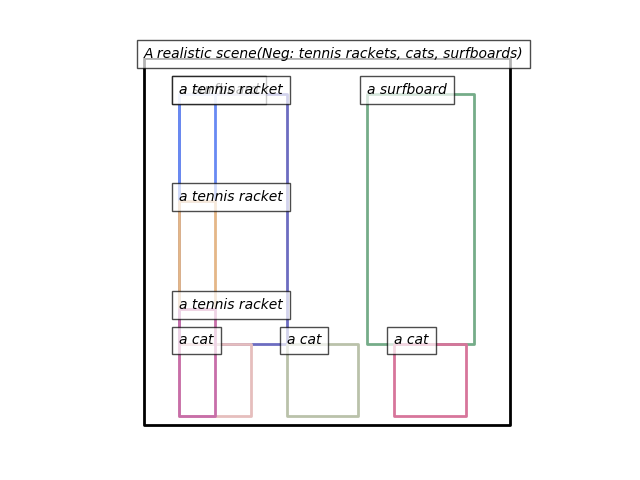 A realistic scene(Neg: tennis rackets, cats, surfboards)
a tennis racket
a surfboard
a tennis racket
a tennis racket
a cat
a cat
a cat